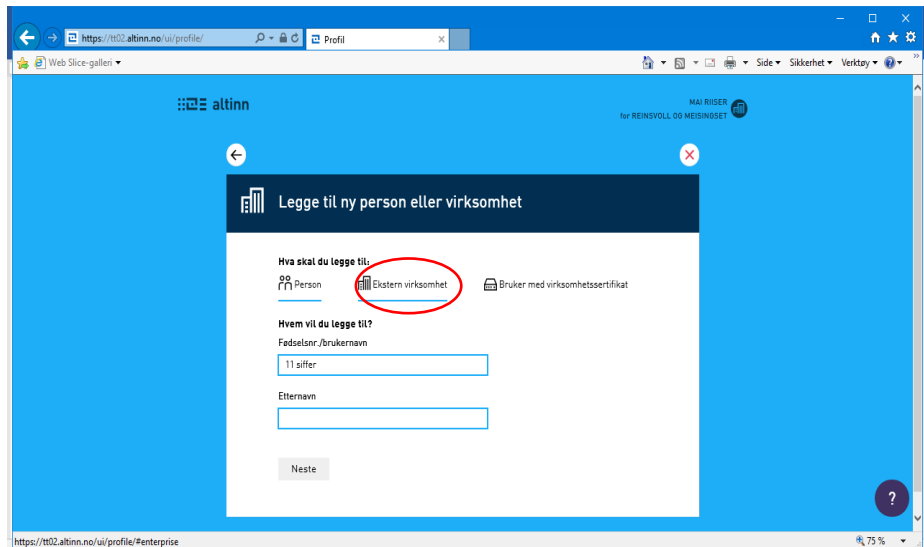 https://tt02.altinn.no/ui/profile/
Profil
Web Slice-galleri
Side
Sikkerhet
Verktøy
altinn
MAI RIISER
for REINSVOLL OG MEISINGSET
Legge til ny person eller virksomhet
Hva skal du legge til:
Person
Ekstern virksomhet
Bruker med virksomhetssertifikat
Hvem vil du legge til?
Fødselsnr./brukernavn
11 siffer
Etternavn
Neste
?
https://tt02.altinn.no/ui/profile/#enterprise
75 %